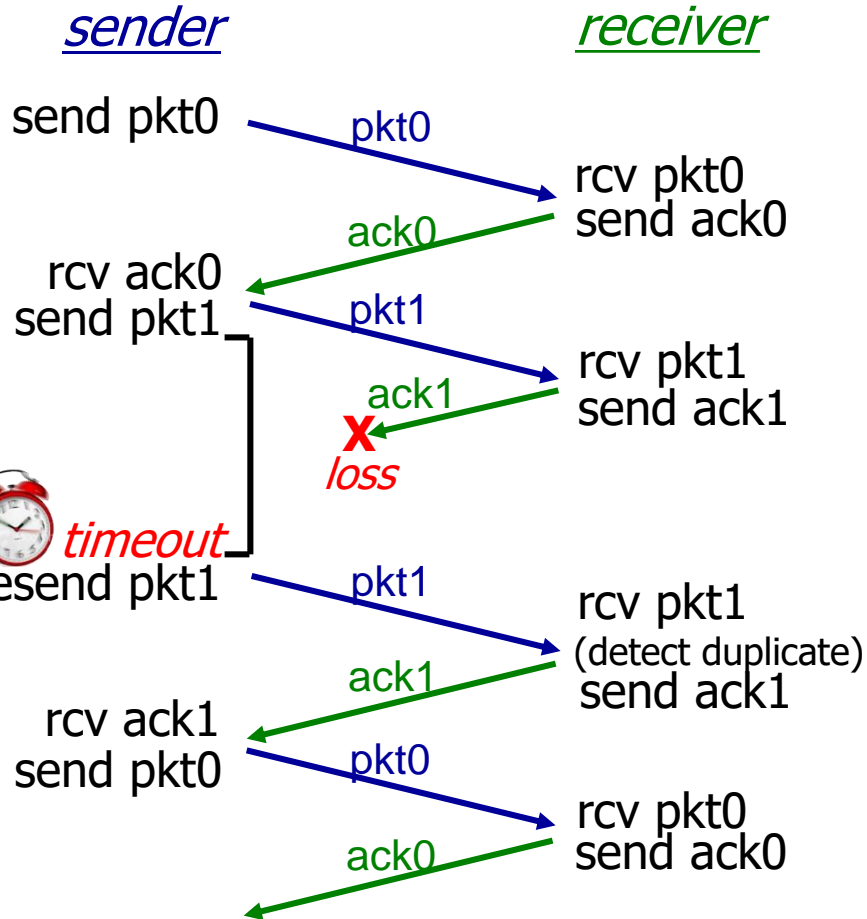 sender receiver
send pkt0
pkt0
rcv pkt0
send ack0
ack0
rcv ack0
send pkt1
pkt1
rcv pkt1
send ack1
ack1
X
loss
timeout
esend pkt1
pkt1
rcv pkt1
(detect duplicate)
send ack1
ack1
rcv ack1
send pkt0
pkt0
rcv pkt0
send ack0
ack0